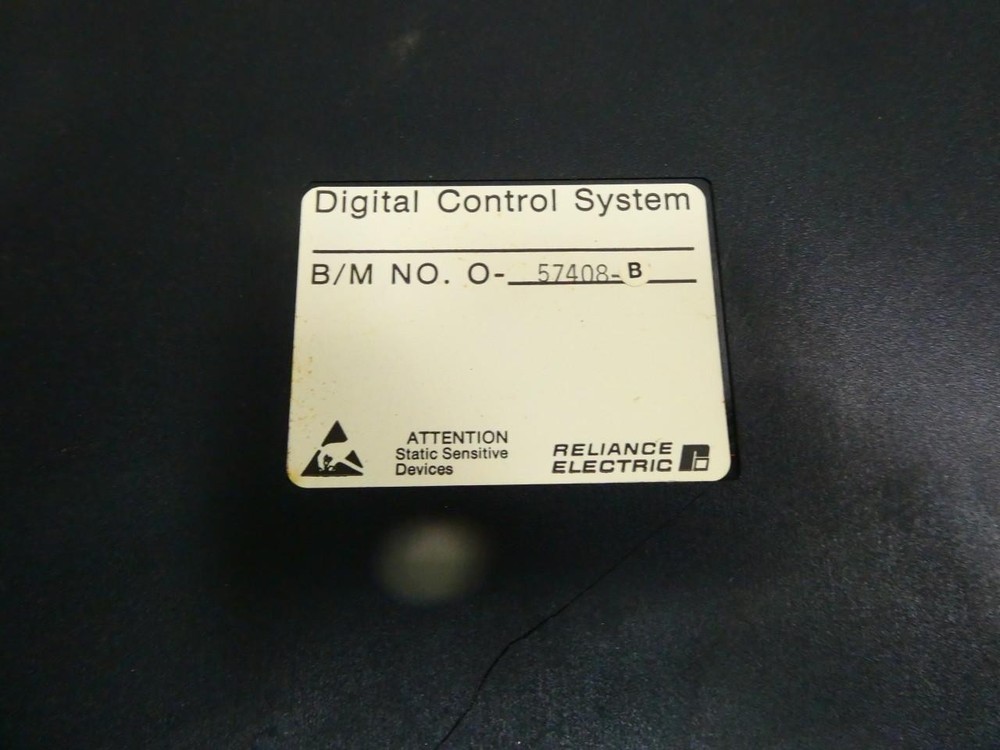 Digital Control System
B/M NO. O- 57408-B
ATTENTION
Static Sensitive
Devices
RELIANCE
ELECTRIC